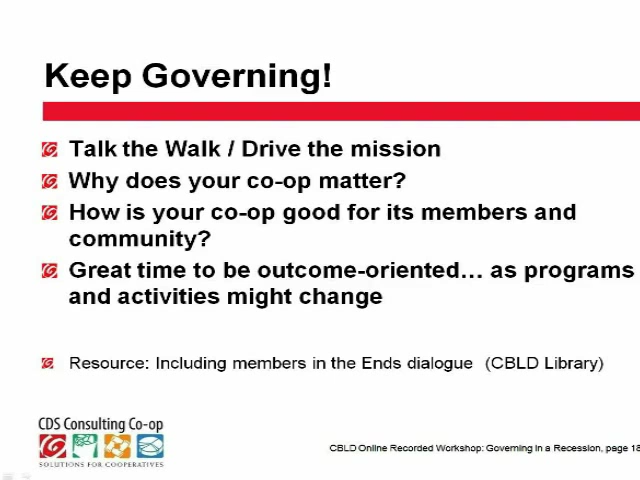 Keep Governing!
Talk the Walk / Drive the mission
Why does your co-op matter?
How is your co-op good for its members and
community?
Great time to be outcome-oriented… as programs
and activities might change
Resource: Including members in the Ends dialogue (CBLD Library)
CDS Consulting Co-op
SOLUTIONS FOR COOPERATIVES
CBLD Online Recorded Workshop: Governing in a Recession, page 18